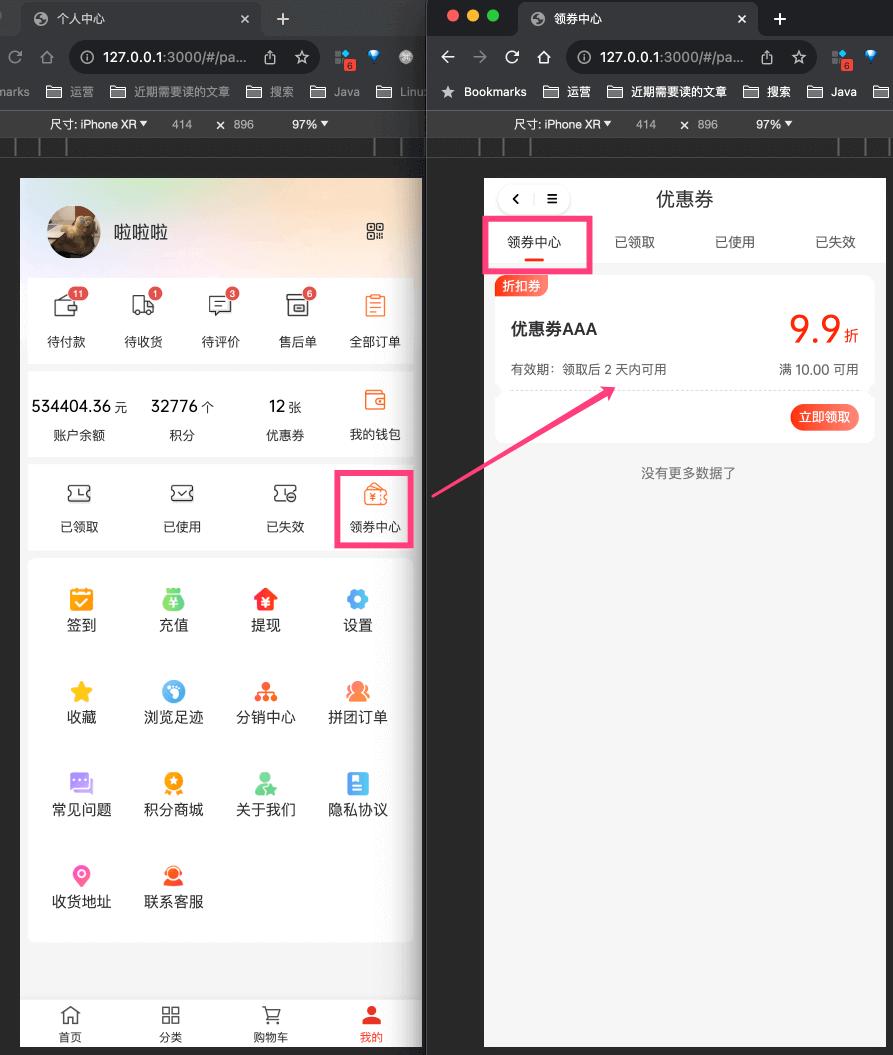 个人中心
127.0.0.1:3000/#/pa...
6
marks 运营 近期需要读的文章 搜索 Java Linu
尺寸: iPhone XR 414 × 896 97%
啦啦啦
11 1 3 6
待付款 待收货 待评价 售后单 全部订单
534404.36 元 32776 个 12 张
账户余额 积分 优惠券 我的钱包
已领取 已使用 已失效 领券中心
签到 充值 提现 设置
收藏 浏览足迹 分销中心 拼团订单
常见问题 积分商城 关于我们 隐私协议
收货地址 联系客服
首页 分类 购物车 我的
领券中心
127.0.0.1:3000/#/pa...
6
Bookmarks 运营 近期需要读的文章 搜索 Java
尺寸: iPhone XR 414 × 896 97%
优惠券
领券中心 已领取 已使用 已失效
折扣券
优惠劵AAA 9.9折
有效期：领取后 2 天内可用 满 10.00 可用
立即领取
没有更多数据了